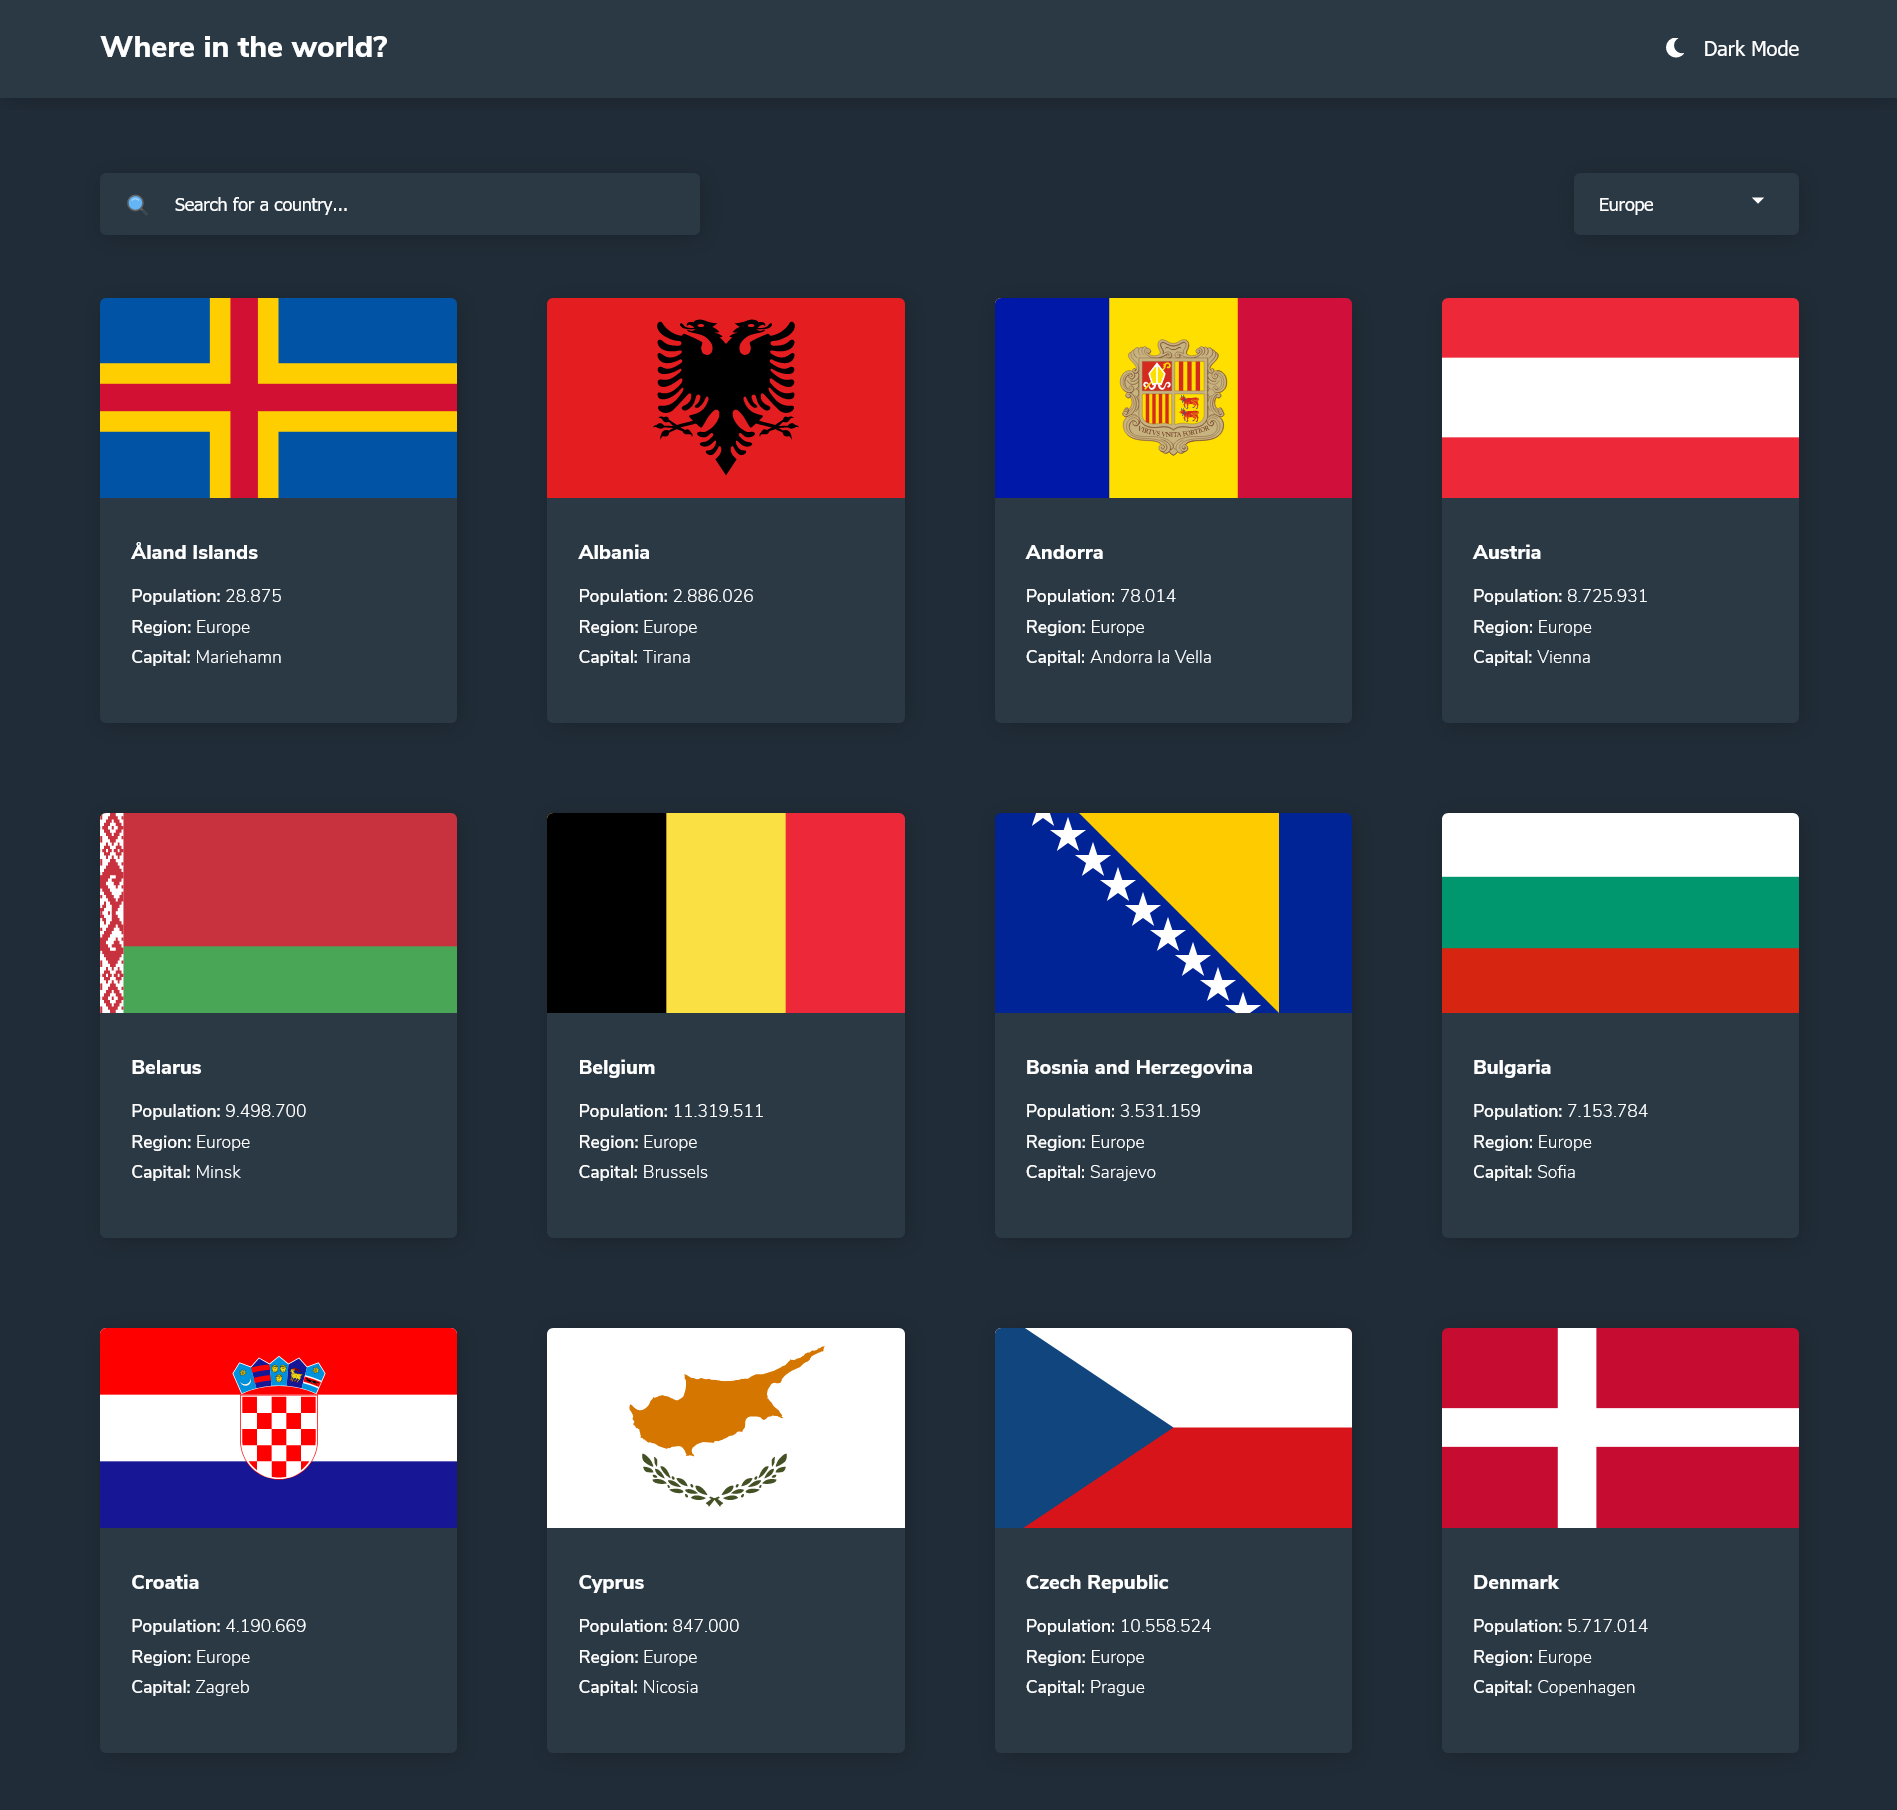 Where in the world?
Dark Mode
Search for a country...
Europe
VIRTVS VNITA FORTIOR
Åland Islands
Population: 28.875
Region: Europe
Capital: Mariehamn
Albania
Population: 2.886.026
Region: Europe
Capital: Tirana
Andorra
Population: 78.014
Region: Europe
Capital: Andorra la Vella
Austria
Population: 8.725.931
Region: Europe
Capital: Vienna
Belarus
Population: 9.498.700
Region: Europe
Capital: Minsk
Belgium
Population: 11.319.511
Region: Europe
Capital: Brussels
Bosnia and Herzegovina
Population: 3.531.159
Region: Europe
Capital: Sarajevo
Bulgaria
Population: 7.153.784
Region: Europe
Capital: Sofia
Croatia
Population: 4.190.669
Region: Europe
Capital: Zagreb
Cyprus
Population: 847.000
Region: Europe
Capital: Nicosia
Czech Republic
Population: 10.558.524
Region: Europe
Capital: Prague
Denmark
Population: 5.717.014
Region: Europe
Capital: Copenhagen